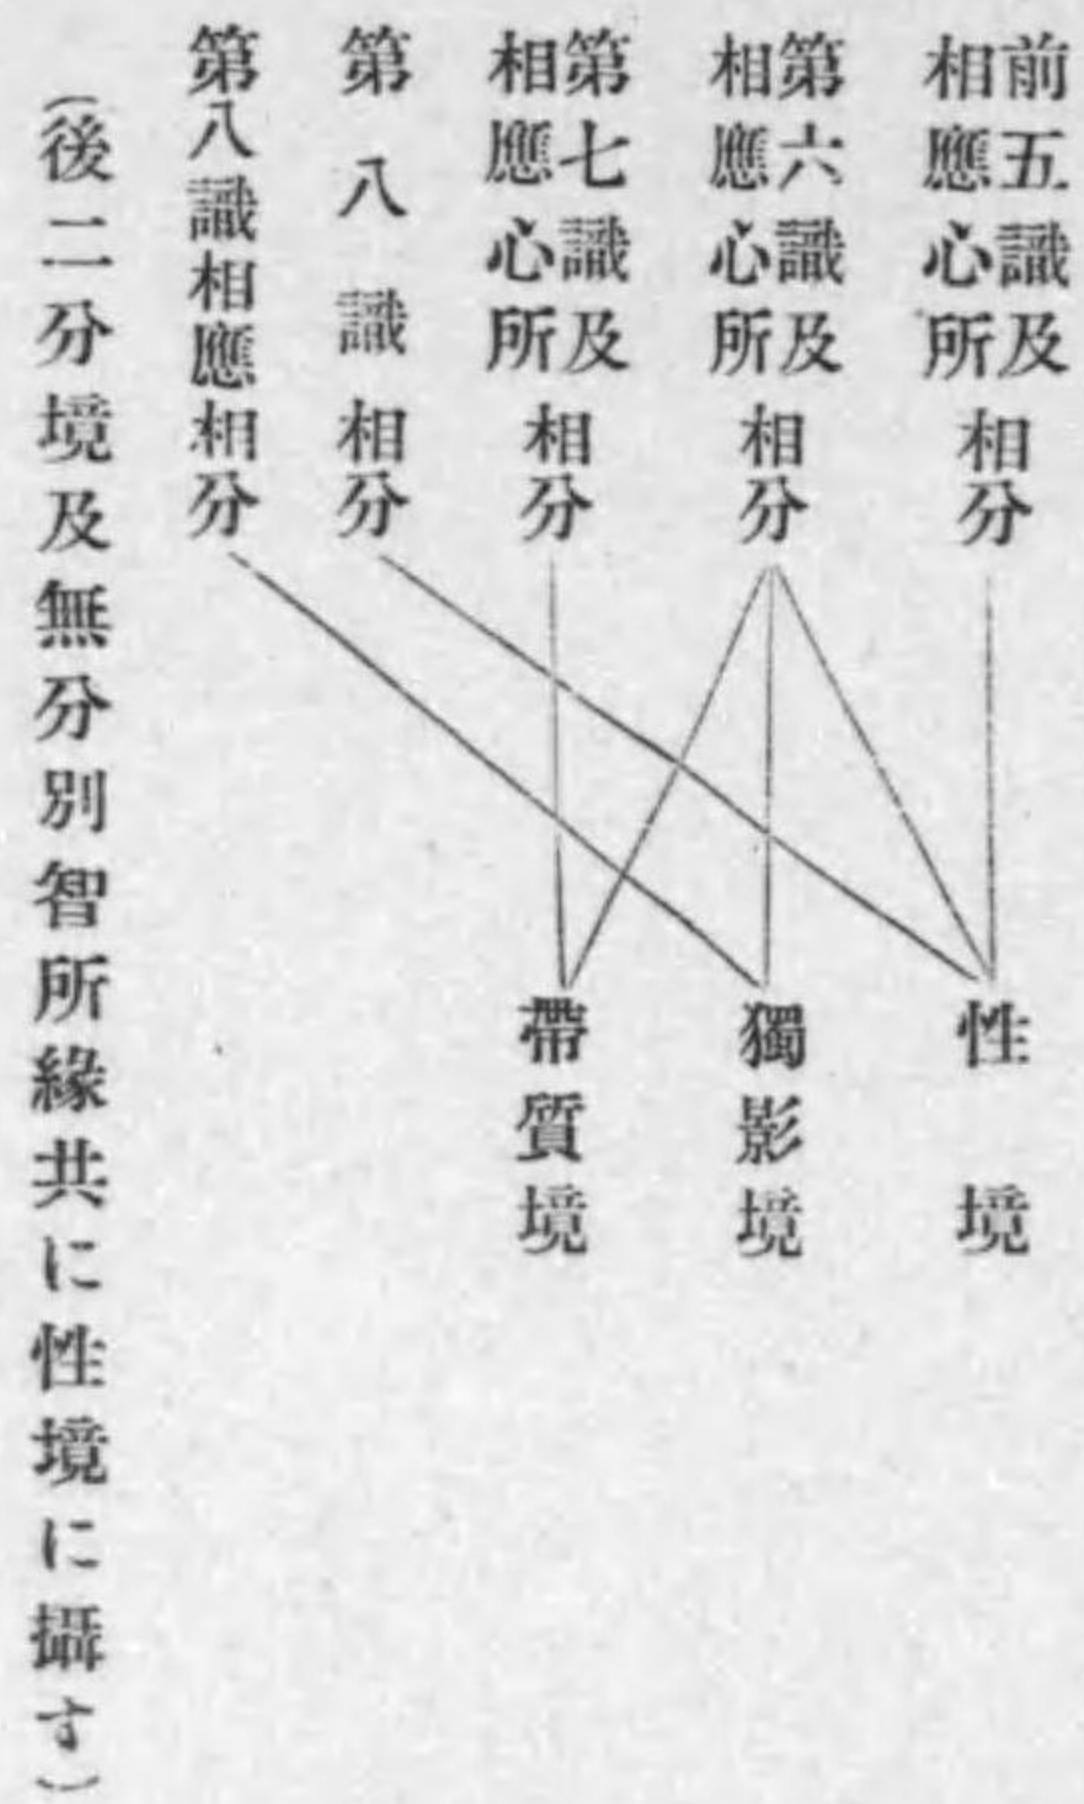 前五識及
相應心所
相分
第六識及
相應心所
相分
第七識及
相應心所
相分
第八識相分
第八識相應相分
性境
獨影境
帶質境
(後二分境及無分別智所緣共に性境に攝す)